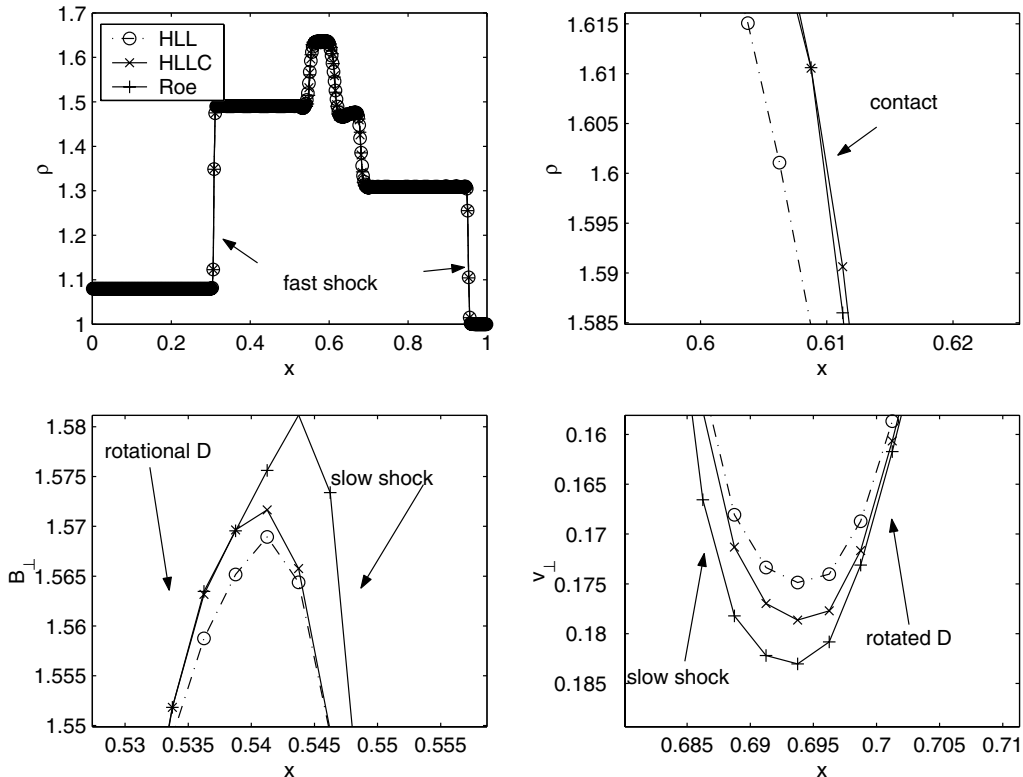 1.7
1.6
1.5
1.4
1.3
1.2
1.1
1
ρ
HLL
HLLC
Roe
fast shock
0 0.2 0.4 0.6 0.8 1
x
1.615
1.61
1.605
1.6
1.595
1.59
1.585
ρ
contact
0.6 0.61 0.62
x
1.58
1.575
1.57
1.565
1.56
1.555
1.55
B⊥
rotational D
slow shock
0.53 0.535 0.54 0.545 0.55 0.555
x
0.16
0.165
0.17
0.175
0.18
0.185
v⊥
slow shock
rotated D
0.685 0.69 0.695 0.7 0.705 0.71
x